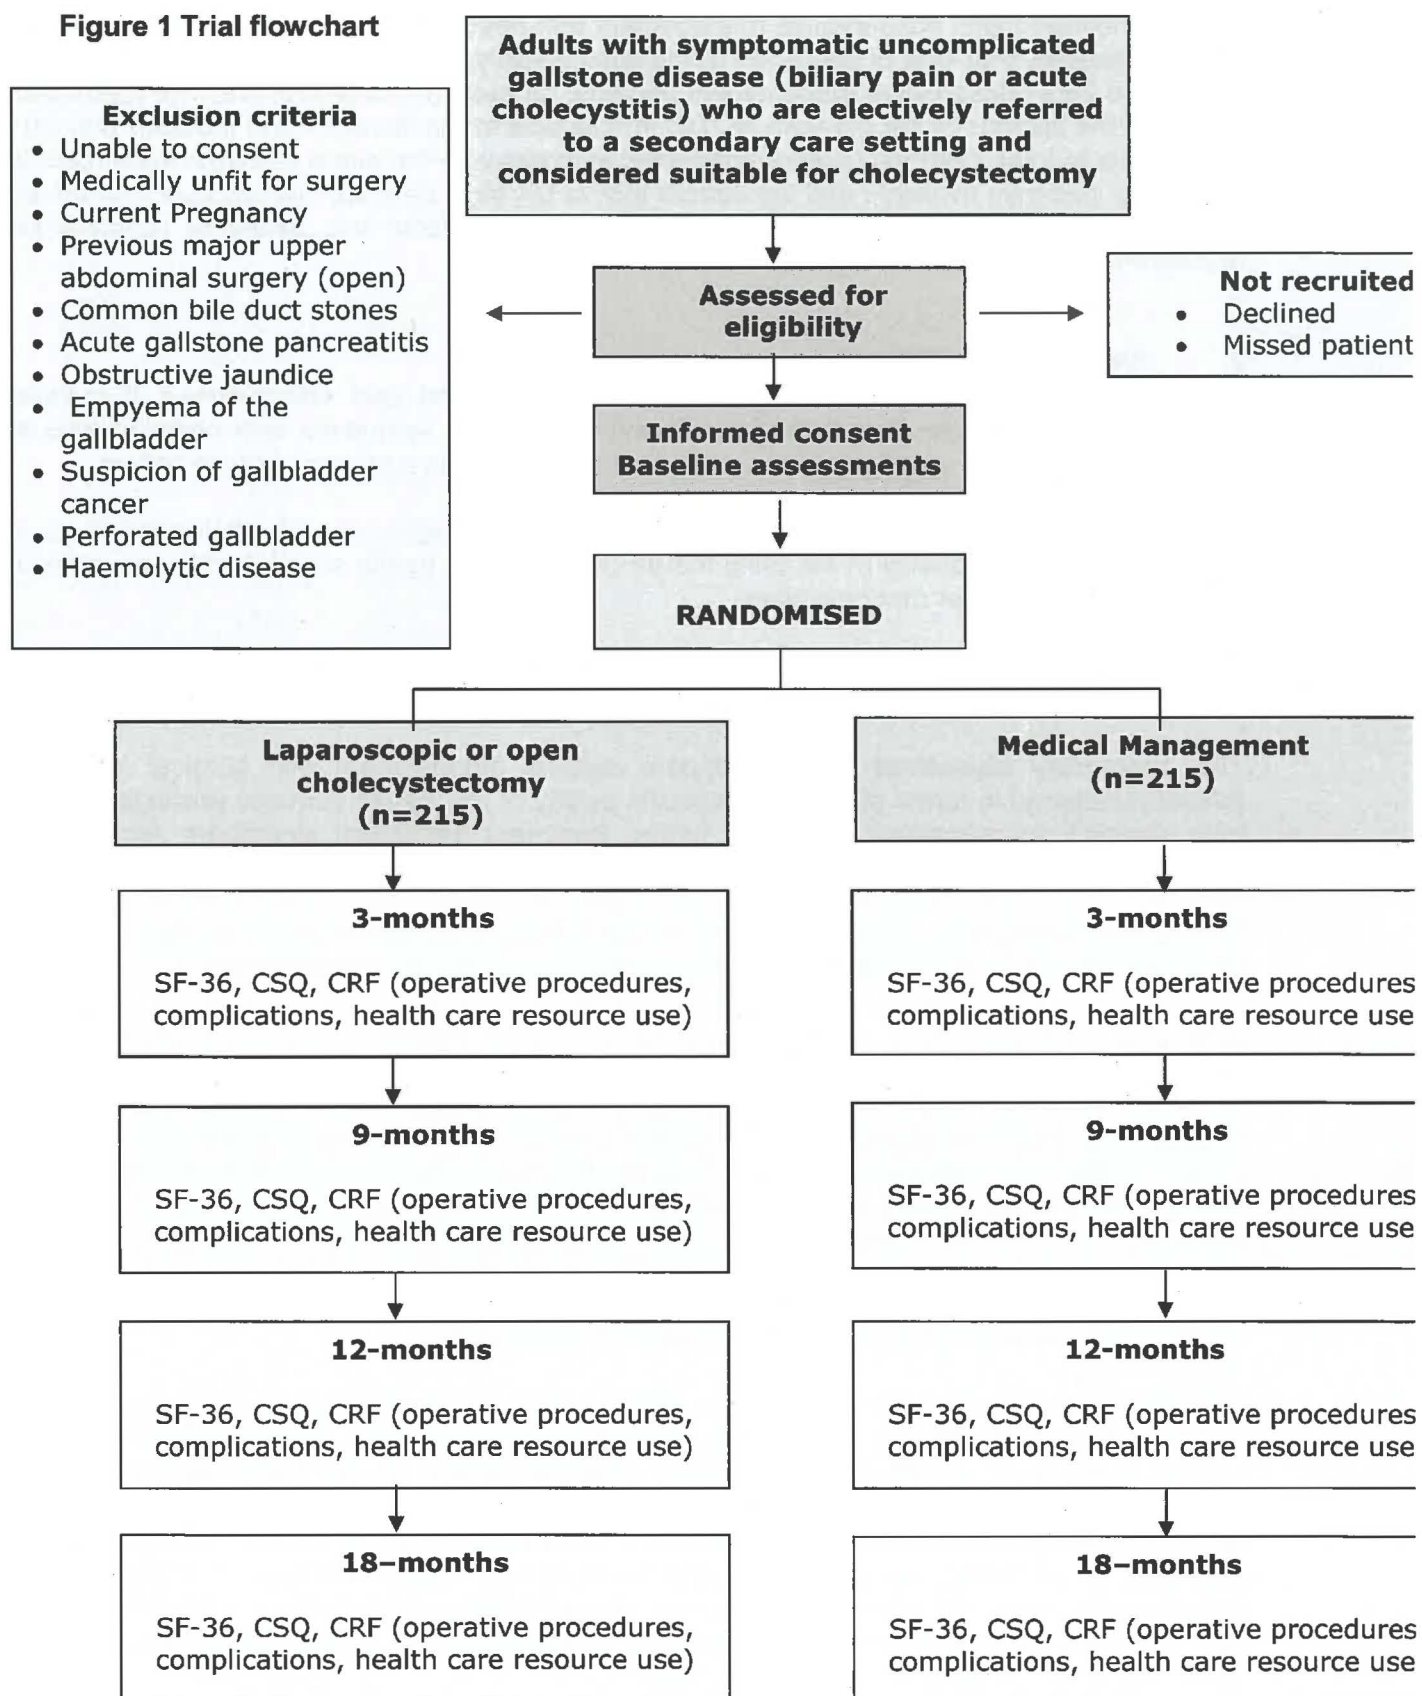 Figure 1 Trial flowchart
Adults with symptomatic uncomplicated
gallstone disease (biliary pain or acute
cholecystitis) who are electively referred
to a secondary care setting and
considered suitable for cholecystectomy
Exclusion criteria
• Unable to consent
• Medically unfit for surgery
• Current Pregnancy
• Previous major upper
abdominal surgery (open)
• Common bile duct stones
• Acute gallstone pancreatitis
• Obstructive jaundice
• Empyema of the
gallbladder
• Suspicion of gallbladder
cancer
• Perforated gallbladder
• Haemolytic disease
Assessed for
eligibility
Not recruited
• Declined
• Missed patient
Informed consent
Baseline assessments
RANDOMISED
Laparoscopic or open
cholecystectomy
(n=215)
Medical Management
(n=215)
3-months
SF-36, CSQ, CRF (operative procedures,
complications, health care resource use)
3-months
SF-36, CSQ, CRF (operative procedures
complications, health care resource use
9-months
SF-36, CSQ, CRF (operative procedures,
complications, health care resource use)
9-months
SF-36, CSQ, CRF (operative procedures
complications, health care resource use
12-months
SF-36, CSQ, CRF (operative procedures,
complications, health care resource use)
12-months
SF-36, CSQ, CRF (operative procedures
complications, health care resource use
18–months
SF-36, CSQ, CRF (operative procedures,
complications, health care resource use)
18–months
SF-36, CSQ, CRF (operative procedures
complications, health care resource use